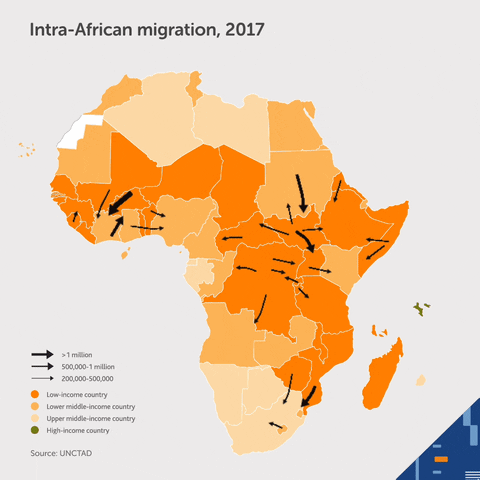 Intra-African migration, 2017
>1 million
500,000-1 million
200,000-500,000
Low-income country
Lower middle-income country
Upper middle-income country
High-income country
Source: UNCTAD